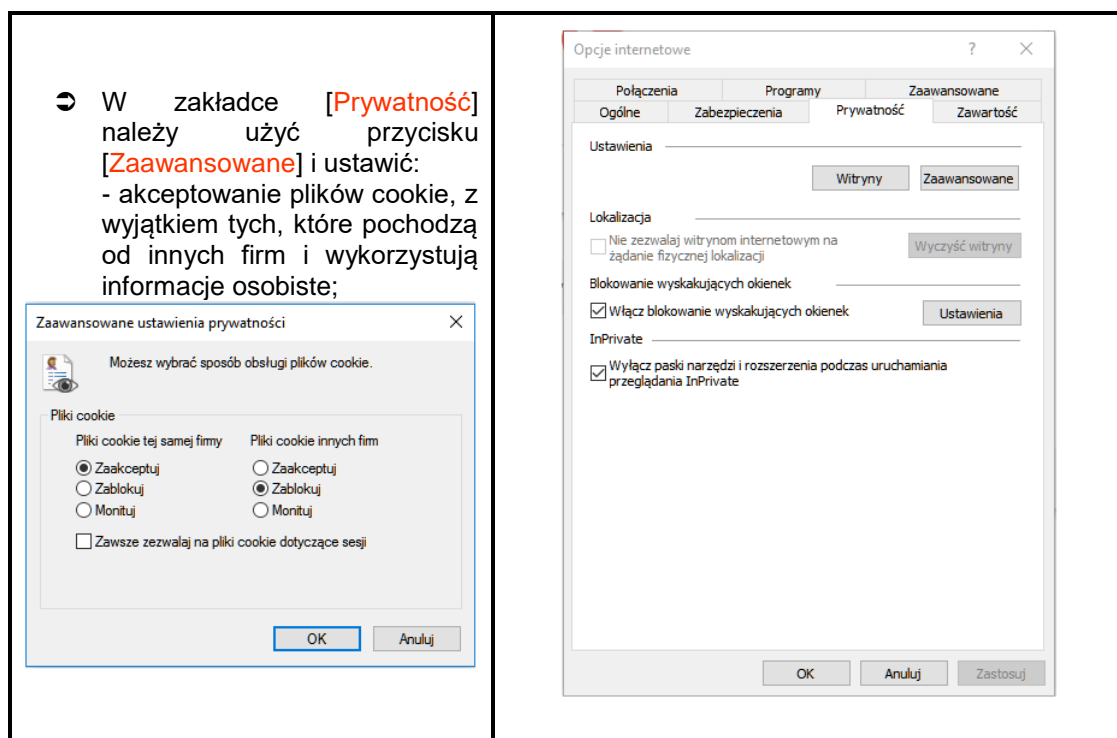 ➲ W zakładce [Prywatność]
należy użyć przycisku
[Zaawansowane] i ustawić:
- akceptowanie plików cookie, z
wyjątkiem tych, które pochodzą
od innych firm i wykorzystują
informacje osobiste;
Zaawansowane ustawienia prywatności
Możesz wybrać sposób obsługi plików cookie.
Pliki cookie
Pliki cookie tej samej firmy Pliki cookie innych firm
Zaakceptuj Zaakceptuj
Zablokuj Zablokuj
Monituj Monituj
Zawsze zezwalaj na pliki cookie dotyczące sesji
OK Anuluj
Opcje internetowe ?
Połączenia Programy Zaawansowane
Ogólne Zabezpieczenia Prywatność Zawartość
Ustawienia
Witryny Zaawansowane
Lokalizacja
Nie zezwalaj witrynom internetowym na
żądanie fizycznej lokalizacji
Wyczyść witryny
Blokowanie wyskakujących okienek
Włącz blokowanie wyskakujących okienek Ustawienia
InPrivate
Wyłącz paski narzędzi i rozszerzenia podczas uruchamiania
przeglądania InPrivate
OK Anuluj Zastosuj